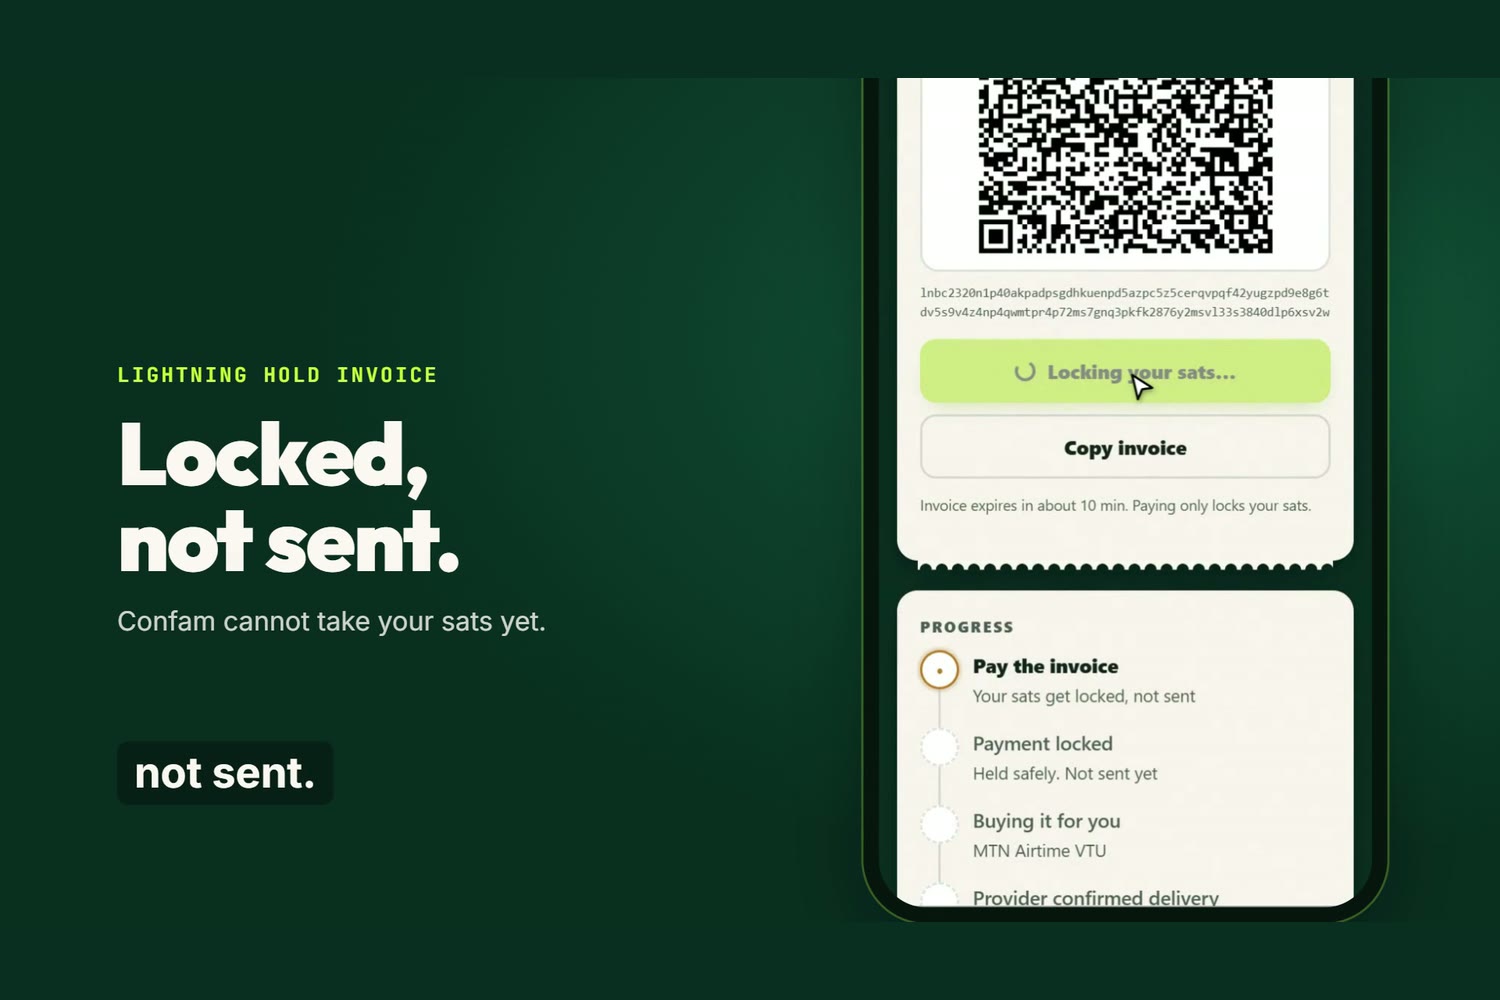 LIGHTNING HOLD INVOICE
Locked,
not sent.
Confam cannot take your sats yet.
not sent.
lnbc2320n1p40akpadpsgdhkuenpd5azpc5z5cerqvpqf42yugzpd9e8g6t
dv5s9v4z4np4qwmtpr4p72ms7gnq3pkfk2876y2msvl33s3840dlp6xsv2w
Locking your sats...
Copy invoice
Invoice expires in about 10 min. Paying only locks your sats.
PROGRESS
Pay the invoice
Your sats get locked, not sent
Payment locked
Held safely. Not sent yet
Buying it for you
MTN Airtime VTU
Provider confirmed delivery